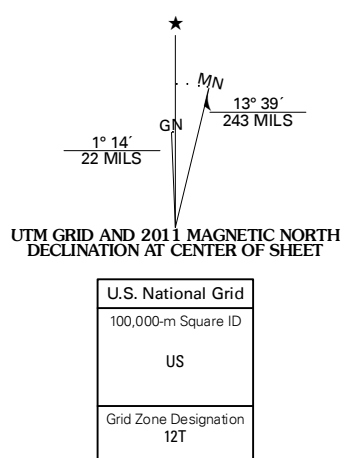 ★
MN
GN
13° 39´
243 MILS
1° 14´
22 MILS
UTM GRID AND 2011 MAGNETIC NORTH
DECLINATION AT CENTER OF SHEET
U.S. National Grid
100,000-m Square ID
US
Grid Zone Designation
12T